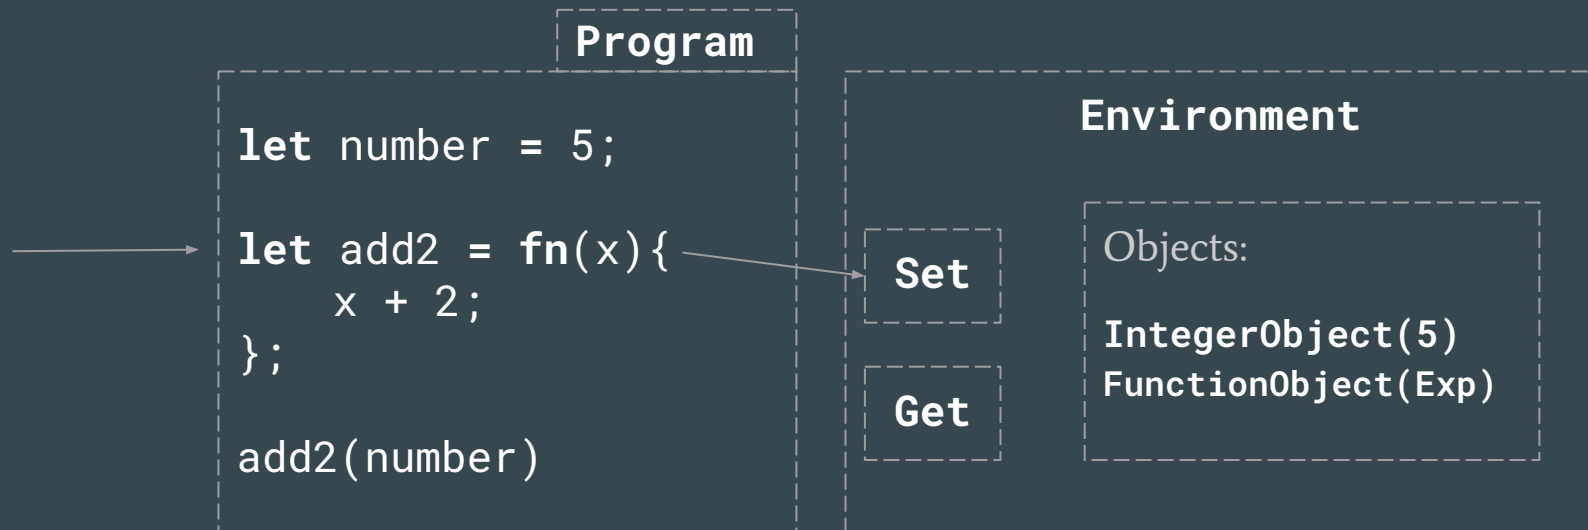 Program
let number = 5;
let add2 = fn(x){
x + 2;
};
add2(number)
Environment
Set
Get
Objects:
IntegerObject(5)
FunctionObject(Exp)